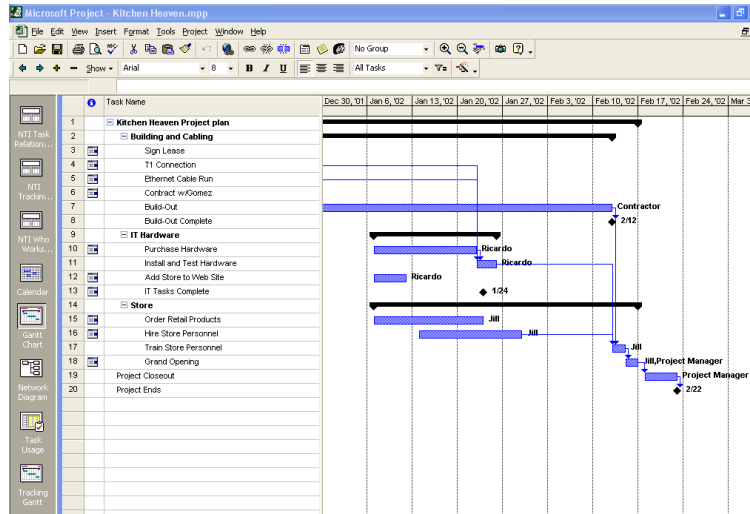 Microsoft Project - Kitchen Heaven.mpp
File Edit View Insert Format Tools Project Window Help
No Group
Show Arial 8 B I U All Tasks
Task Name Dec 30, '01 Jan 6, '02 Jan 13, '02 Jan 20, '02 Jan 27, '02 Feb 3, '02 Feb 10, '02 Feb 17, '02 Feb 24, '02 Mar 3
1 Kitchen Heaven Project plan
2 Building and Cabling
3 Sign Lease
4 T1 Connection
5 Ethernet Cable Run
6 Contract w/Gomez
7 Build-Out Contractor
8 Build-Out Complete 2/12
9 IT Hardware
10 Purchase Hardware Ricardo
11 Install and Test Hardware Ricardo
12 Add Store to Web Site Ricardo
13 IT Tasks Complete 1/24
14 Store
15 Order Retail Products Jill
16 Hire Store Personnel Jill
17 Train Store Personnel Jill
18 Grand Opening Jill,Project Manager
19 Project Closeout Project Manager
20 Project Ends 2/22
NTI Task
Relation...
NTI
Trackin...
NTI Who
Works...
Calendar
Gantt
Chart
Network
Diagram
Task
Usage
Tracking
Gantt